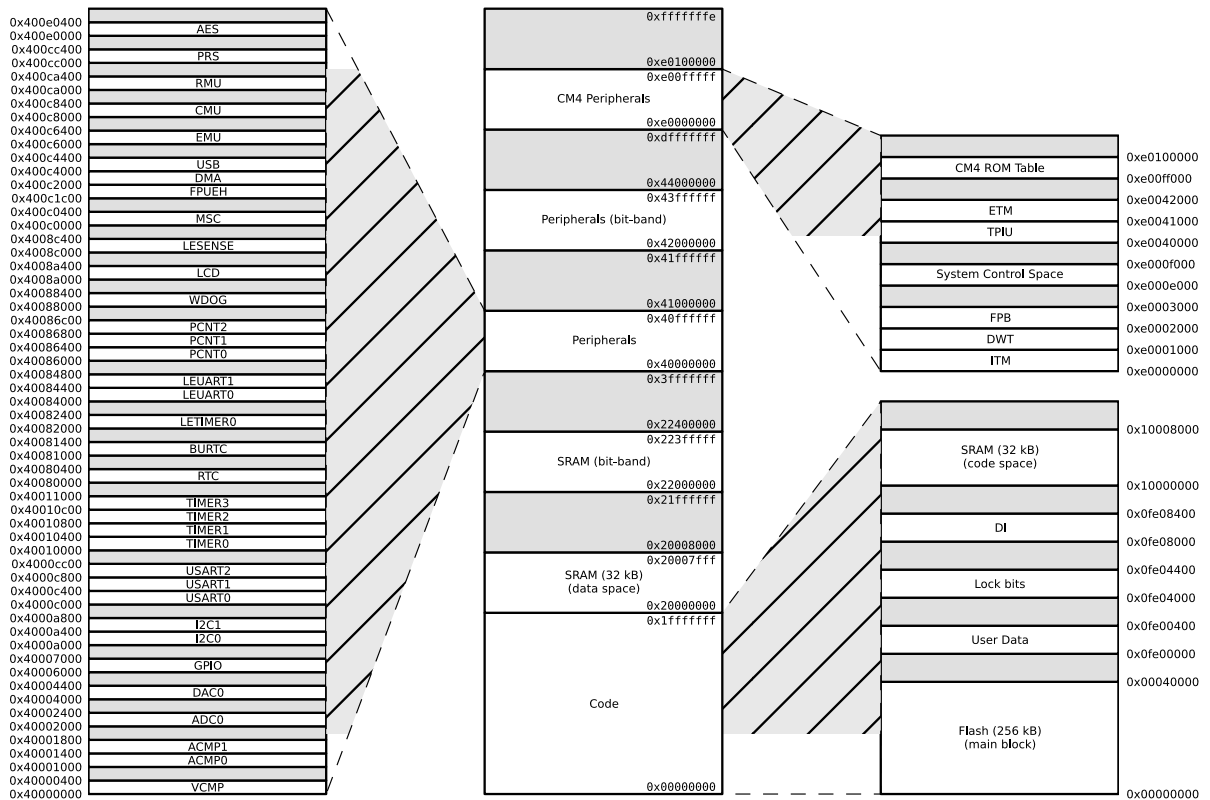 0x400e0400
AES
0x400e0000
0x400cc400
PRS
0x400cc000
0x400ca400
RMU
0x400ca000
0x400c8400
CMU
0x400c8000
0x400c6400
EMU
0x400c6000
0x400c4400
USB
0x400c4000
DMA
0x400c2000
FPUEH
0x400c1c00
0x400c0400
MSC
0x400c0000
0x4008c400
LESENSE
0x4008c000
0x4008a400
LCD
0x4008a000
0x40088400
WDOG
0x40088000
0x40086c00
PCNT2
0x40086800
PCNT1
0x40086400
PCNT0
0x40086000
0x40084800
LEUART1
0x40084400
LEUART0
0x40084000
0x40082400
LETIMER0
0x40082000
0x40081400
BURTC
0x40081000
0x40080400
RTC
0x40080000
0x40011000
TIMER3
0x40010c00
TIMER2
0x40010800
TIMER1
0x40010400
TIMER0
0x40010000
0x4000cc00
USART2
0x4000c800
USART1
0x4000c400
USART0
0x4000c000
0x4000a800
I2C1
0x4000a400
I2C0
0x4000a000
0x40007000
GPIO
0x40006000
0x40004400
DAC0
0x40004000
0x40002400
ADC0
0x40002000
0x40001800
ACMP1
0x40001400
ACMP0
0x40001000
0x40000400
VCMP
0x40000000
0xfffffffe
0xe0100000
0xe00fffff
CM4 Peripherals
0xe0000000
0xdfffffff
0x44000000
0x43ffffff
Peripherals (bit-band)
0x42000000
0x41ffffff
0x41000000
0x40ffffff
Peripherals
0x40000000
0x3fffffff
0x22400000
0x223fffff
SRAM (bit-band)
0x22000000
0x21ffffff
0x20008000
0x20007fff
SRAM (32 kB)
(data space)
0x20000000
0x1fffffff
Code
0x00000000
0xe0100000
CM4 ROM Table
0xe00ff000
0xe0042000
ETM
0xe0041000
TPIU
0xe0040000
0xe000f000
System Control Space
0xe000e000
0xe0003000
FPB
0xe0002000
DWT
0xe0001000
ITM
0xe0000000
0x10008000
SRAM (32 kB)
(code space)
0x10000000
0x0fe08400
DI
0x0fe08000
0x0fe04400
Lock bits
0x0fe04000
0x0fe00400
User Data
0x0fe00000
0x00040000
Flash (256 kB)
(main block)
0x00000000